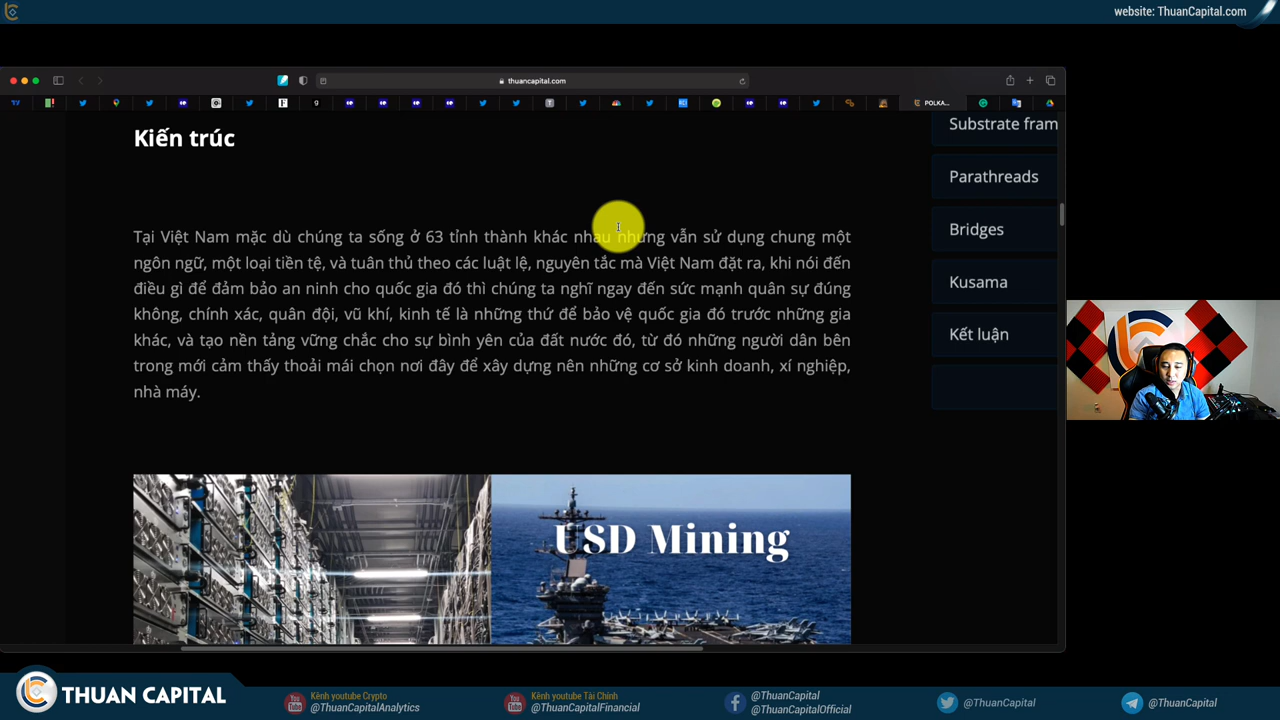 website: ThuanCapital.com
thuancapital.com
POLKA...
Kiến trúc
Tại Việt Nam mặc dù chúng ta sống ở 63 tỉnh thành khác nhau nhưng vẫn sử dụng chung một
ngôn ngữ, một loại tiền tệ, và tuân thủ theo các luật lệ, nguyên tắc mà Việt Nam đặt ra, khi nói đến
điều gì để đảm bảo an ninh cho quốc gia đó thì chúng ta nghĩ ngay đến sức mạnh quân sự đúng
không, chính xác, quân đội, vũ khí, kinh tế là những thứ để bảo vệ quốc gia đó trước những gia
khác, và tạo nền tảng vững chắc cho sự bình yên của đất nước đó, từ đó những người dân bên
trong mới cảm thấy thoải mái chọn nơi đây để xây dựng nên những cơ sở kinh doanh, xí nghiệp,
nhà máy.
USD Mining
Substrate fram
Parathreads
Bridges
Kusama
Kết luận
THUAN CAPITAL
Kênh youtube Crypto
@ThuanCapitalAnalytics
Kênh youtube Tài Chính
@ThuanCapitalFinancial
@ThuanCapital
@ThuanCapitalOfficial
@ThuanCapital
@ThuanCapital